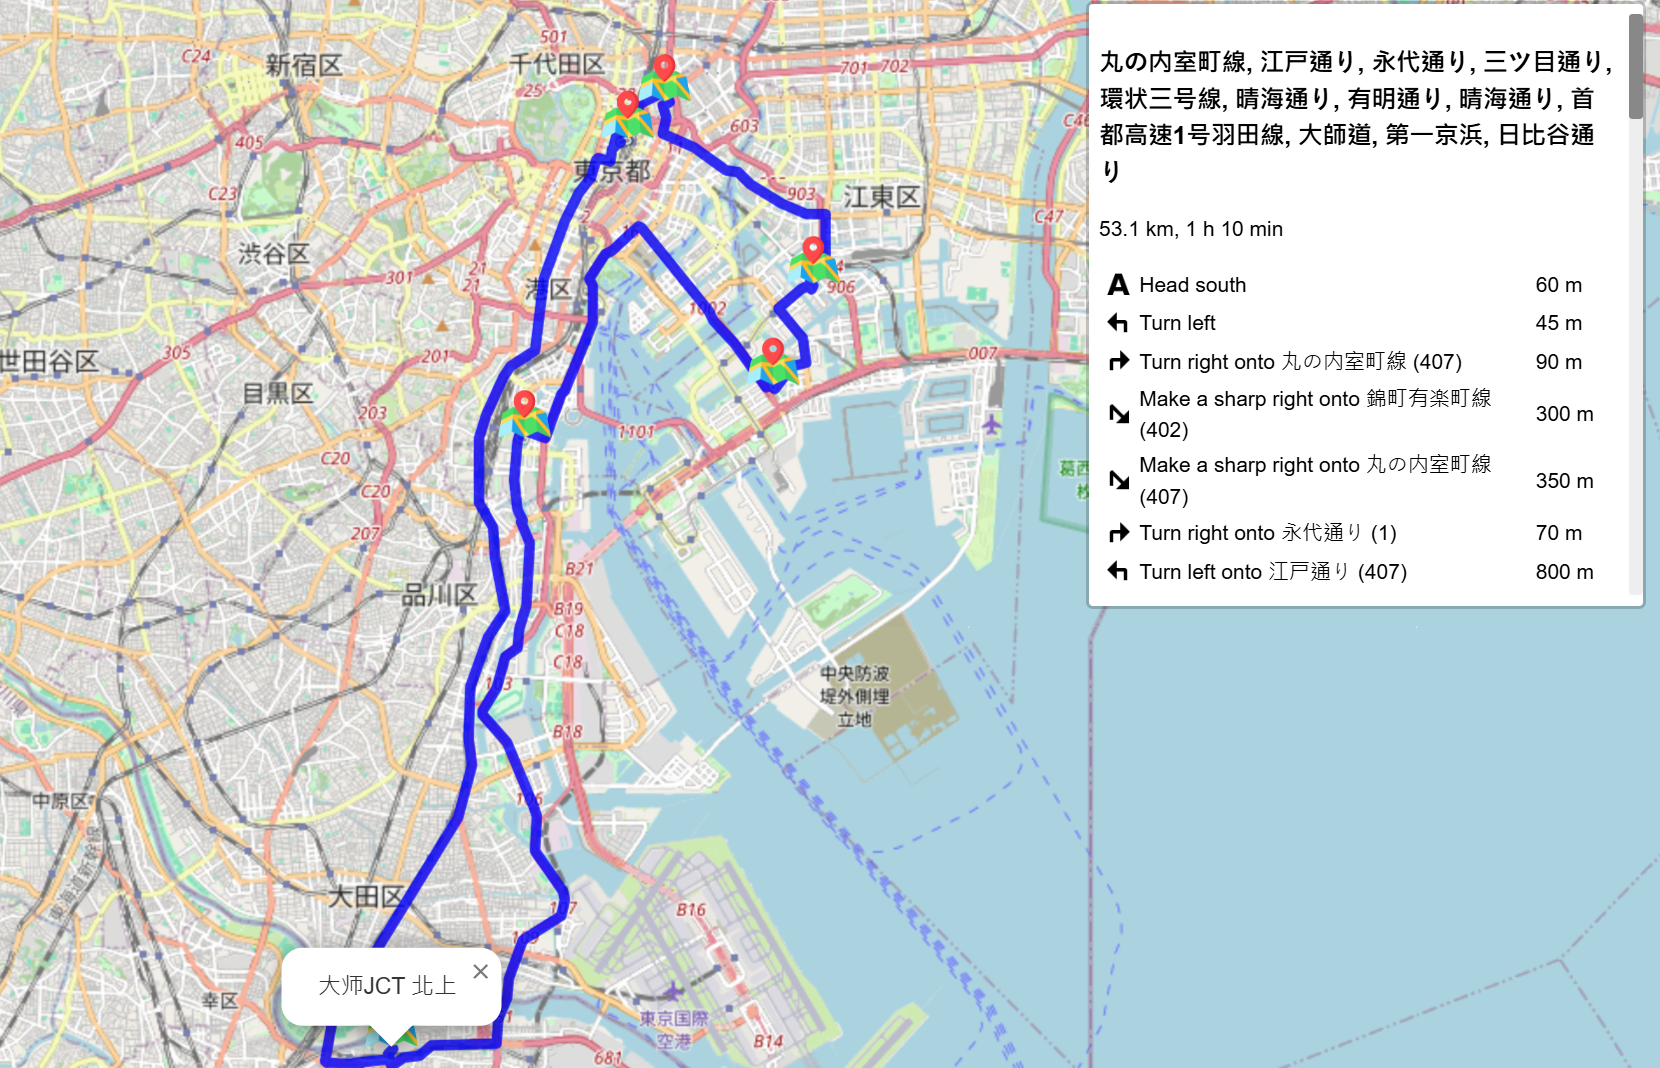 丸の内室町線, 江戸通り, 永代通り, 三ツ目通り,
環状三号線, 晴海通り, 有明通り, 晴海通り, 首
都高速1号羽田線, 大師道, 第一京浜, 日比谷通
り
53.1 km, 1 h 10 min
A Head south 60 m
Turn left 45 m
Turn right onto 丸の内室町線 (407) 90 m
Make a sharp right onto 錦町有楽町線
(402) 300 m
Make a sharp right onto 丸の内室町線
(407) 350 m
Turn right onto 永代通り (1) 70 m
Turn left onto 江戸通り (407) 800 m
501
C24
新宿区
千代田区
701
702
25
603
405
東京都
903
江東区
C23
C47
2
渋谷区
21
301
21
港区
906
1002
世田谷区
305
201
007
目黒区
203
1101
C20
葛西
C20
207
B21
品川区
B19
C18
C18
103
中央防波
堤外側埋
立地
B18
106
中原区
東海道新幹線
大田区
107
B16
大师JCT 北上
×
幸区
東京国際
空港
B14
681